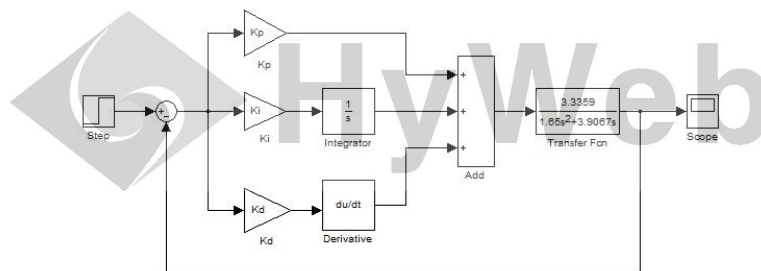 Kp
Kp
HyWeb
Step
+
-
Ki
Ki
1
s
Integrator
+
+
+
Add
3.3359
1.65s2+3.9067s
Transfer Fcn
Scope
Kd
Kd
du/dt
Derivative